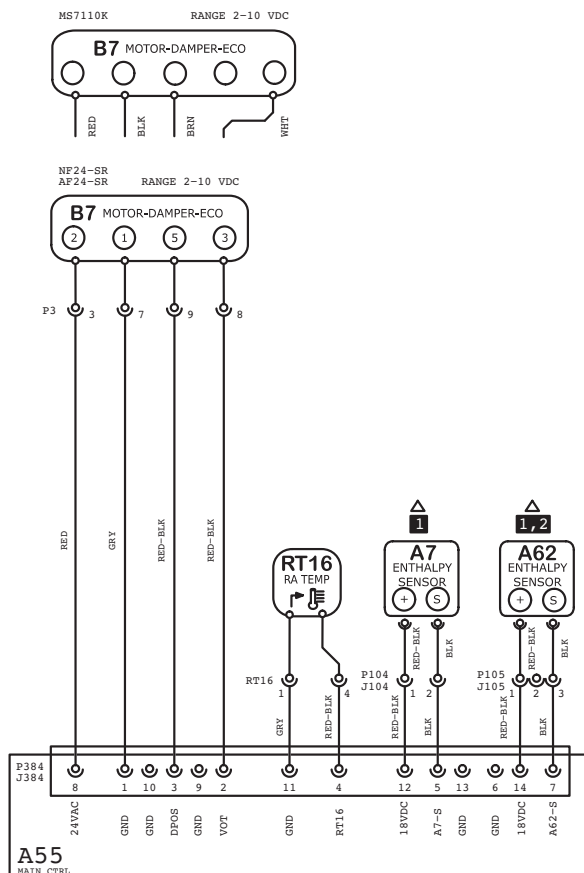 MS7110K RANGE 2-10 VDC
B7 MOTOR-DAMPER-ECO
RED BLK BRN WHT
NF24-SR
AF24-SR RANGE 2-10 VDC
B7 MOTOR-DAMPER-ECO
2 1 5 3
P3 3 7 9 8
RED GRY RED-BLK RED-BLK
1 1,2
RT16
RA TEMP
A7
ENTHALPY
SENSOR
+ S
A62
ENTHALPY
SENSOR
+ S
RED-BLK BLK RED-BLK BLK
RT16 1 4
P104
J104 1 2
P105
J105 1 2 3
GRY RED-BLK RED-BLK BLK RED-BLK BLK
P384
J384
8 1 10 3 9 2 11 4 12 5 13 6 14 7
24VAC GND GND DPOS GND VOT GND RT16 18VDC A7-S GND GND 18VDC A62-S
A55
MAIN CTRL